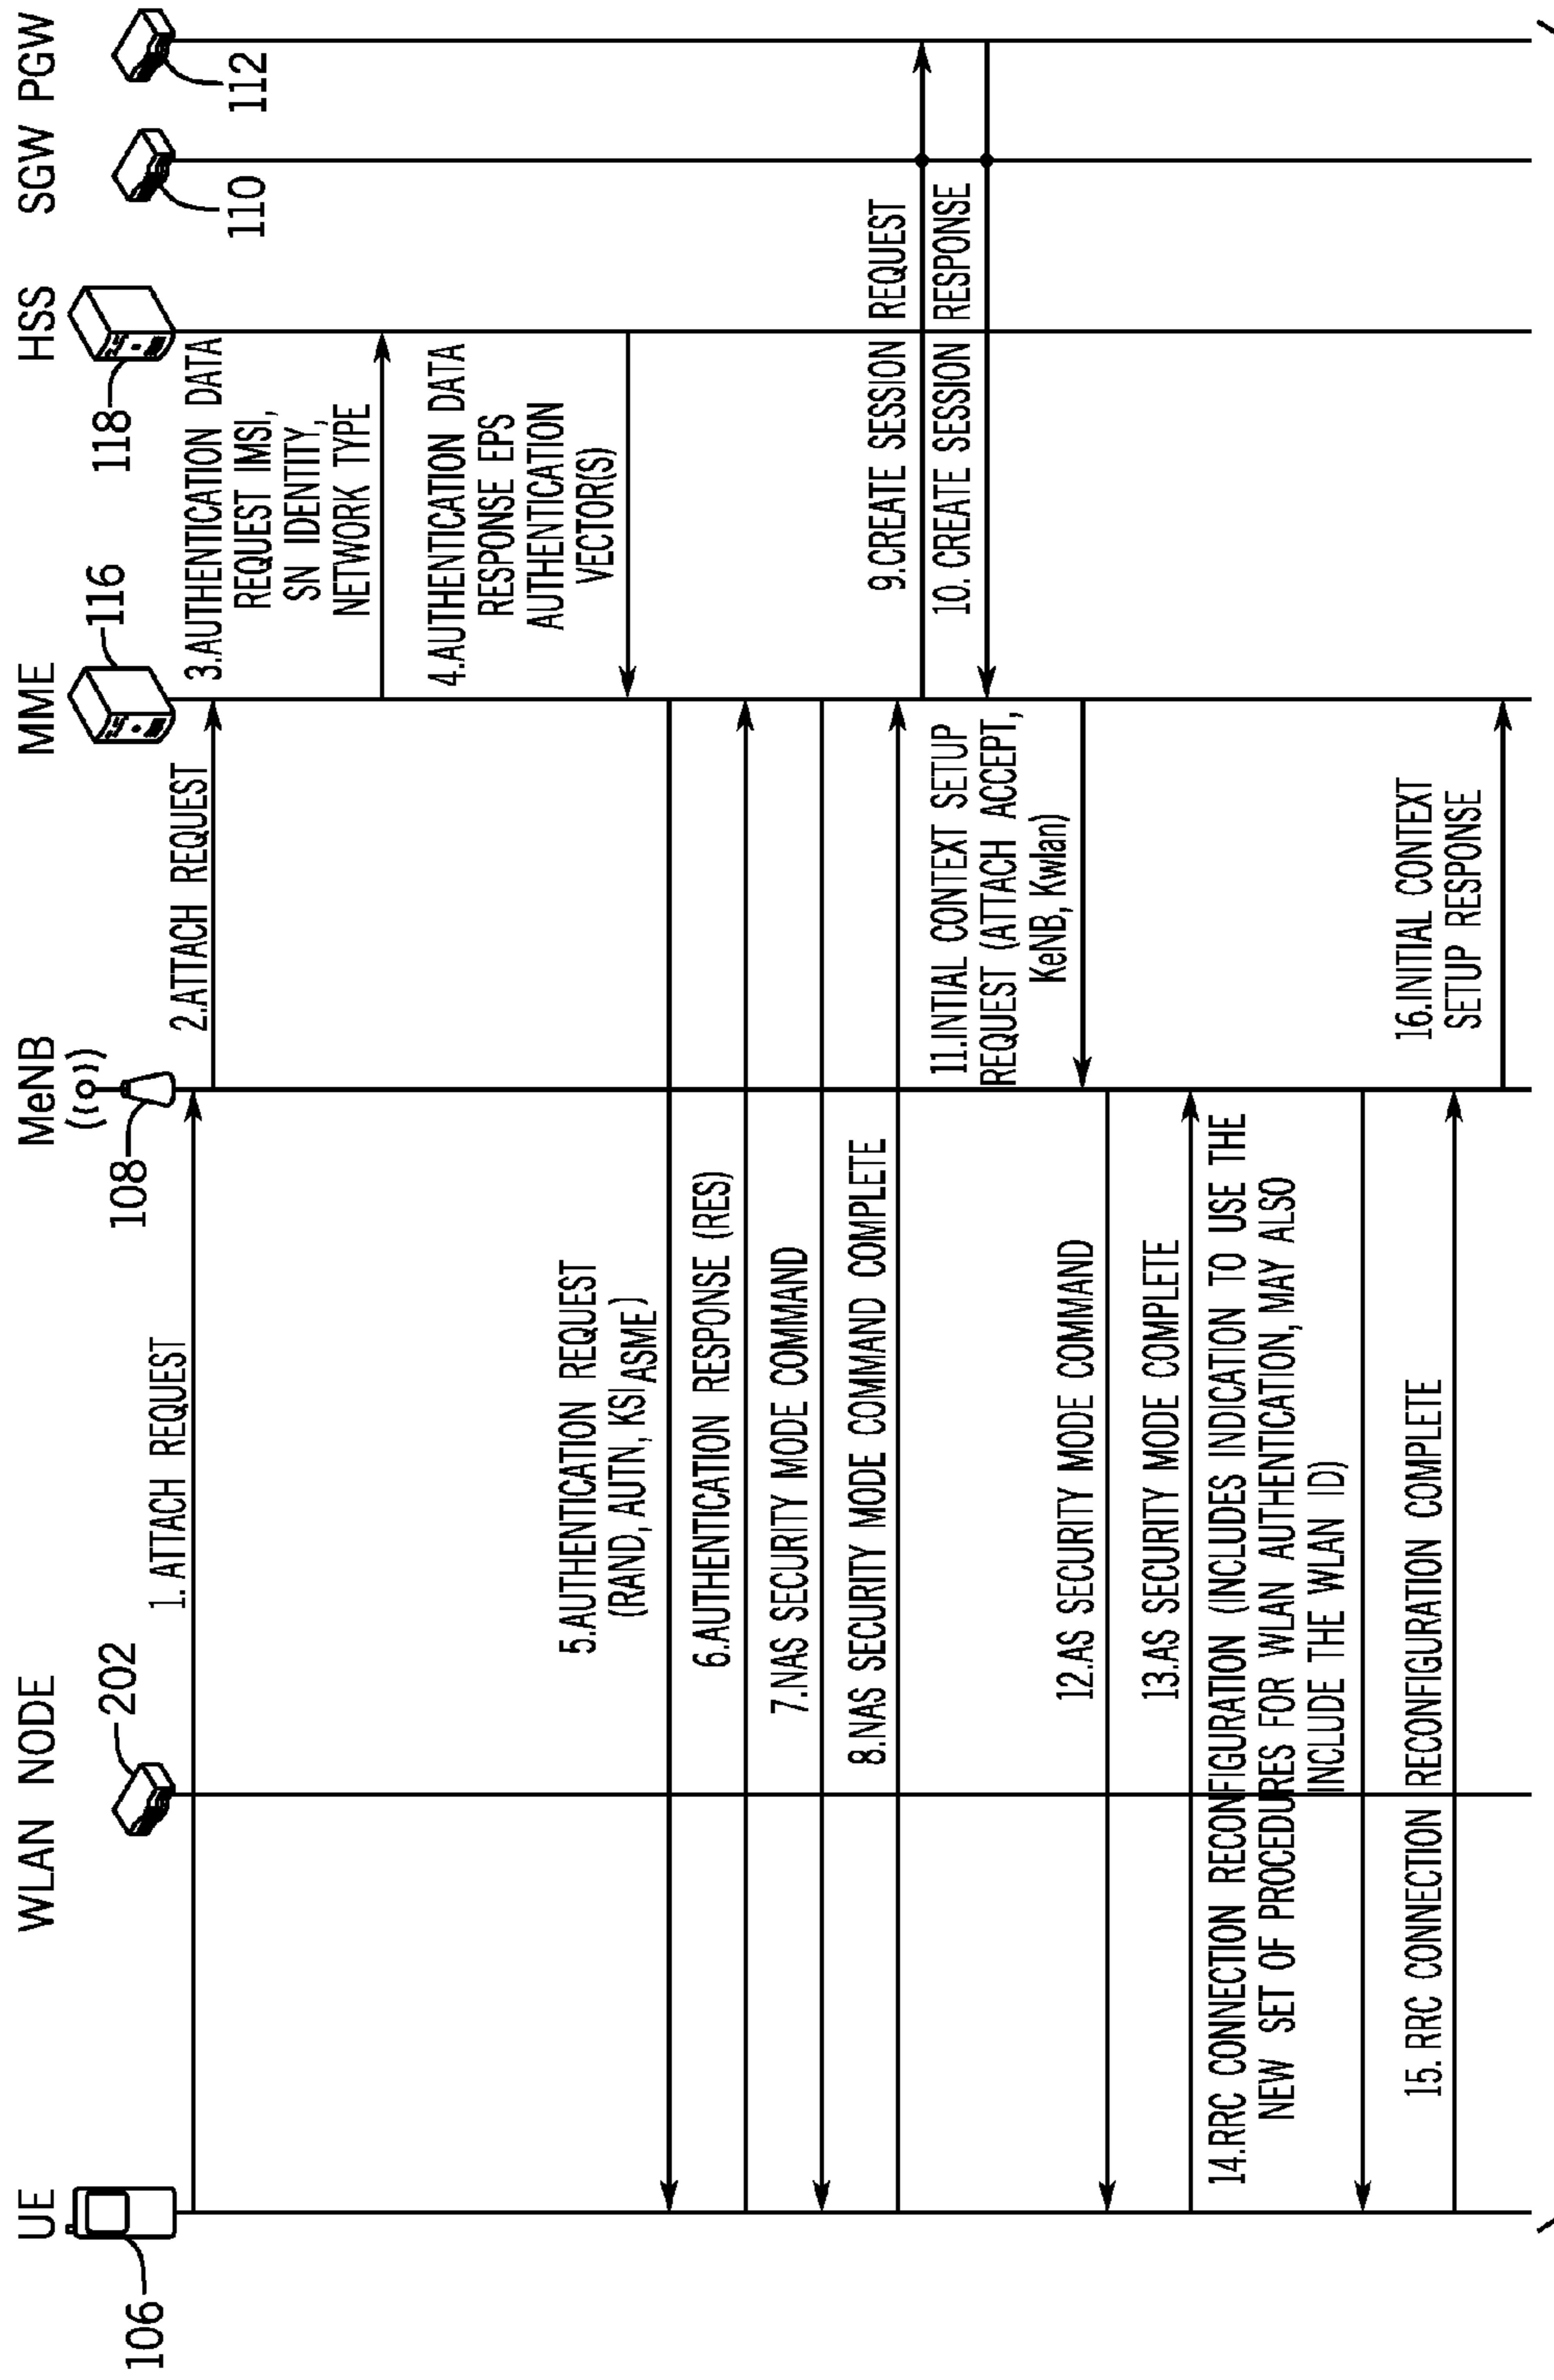 UE
WLAN NODE
MeNB
MME
HSS
SGW
PGW
106
202
108
116
118
110
112
1. ATTACH REQUEST
2.ATTACH REQUEST
3.AUTHENTICATION DATA
REQUEST IMSI,
SN IDENTITY,
NETWORK TYPE
4.AUTHENTICATION DATA
RESPONSE EPS
AUTHENTICATION
VECTOR(S)
5.AUTHENTICATION REQUEST
(RAND, AUTN, KSI ASME)
6.AUTHENTICATION RESPONSE (RES)
7.NAS SECURITY MODE COMMAND
8.NAS SECURITY MODE COMMAND COMPLETE
9.CREATE SESSION REQUEST
10. CREATE SESSION RESPONSE
11.INTIAL CONTEXT SETUP
REQUEST (ATTACH ACCEPT,
KeNB, Kwlan)
12.AS SECURITY MODE COMMAND
13.AS SECURITY MODE COMPLETE
14.RRC CONNECTION RECONFIGURATION (INCLUDES INDICATION TO USE THE
NEW SET OF PROCEDURES FOR WLAN AUTHENTICATION, MAY ALSO
INCLUDE THE WLAN ID)
15. RRC CONNECTION RECONFIGURATION COMPLETE
16.INITIAL CONTEXT
SETUP RESPONSE